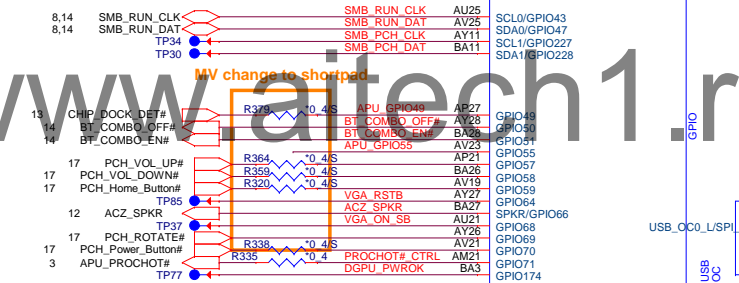 8,14 SMB_RUN_CLK SMB_RUN_CLK AU25 SCL0/GPIO43
8,14 SMB_RUN_DAT SMB_RUN_DAT AV25 SDA0/GPIO47
TP34 SMB_PCH_CLK AY11 SCL1/GPIO227
TP30 SMB_PCH_DAT BA11 SDA1/GPIO228
MV change to shortpad
www.aitech1.r
13 CHIP_DOCK_DET# R379 *0_4/S APU_GPIO49 AP27 GPIO49
14 BT_COMBO_OFF# BT_COMBO_OFF# AY28 GPIO50
14 BT_COMBO_EN# BT_COMBO_EN# BA28 GPIO51
APU_GPIO55 AV23 GPIO55
17 PCH_VOL_UP# R364 *0_4/S AP21 GPIO57
17 PCH_VOL_DOWN# R359 *0_4/S BA26 GPIO58
17 PCH_Home_Button# R320 *0_4/S AV19 GPIO59
TP85 VGA_RSTB AY27 GPIO64
12 ACZ_SPKR ACZ_SPKR BA27 SPKR/GPIO66
TP37 VGA_ON_SB AU21 GPIO68
17 PCH_ROTATE# AY26 GPIO69
17 PCH_Power_Button# R338 *0_4/S AV21 GPIO70
3 APU_PROCHOT# R335 *0_4 PROCHOT#_CTRL AM21 GPIO71
TP77 DGPU_PWROK BA3 GPIO174
GPIO
USB_OC0_L/SPI_
USB
OC